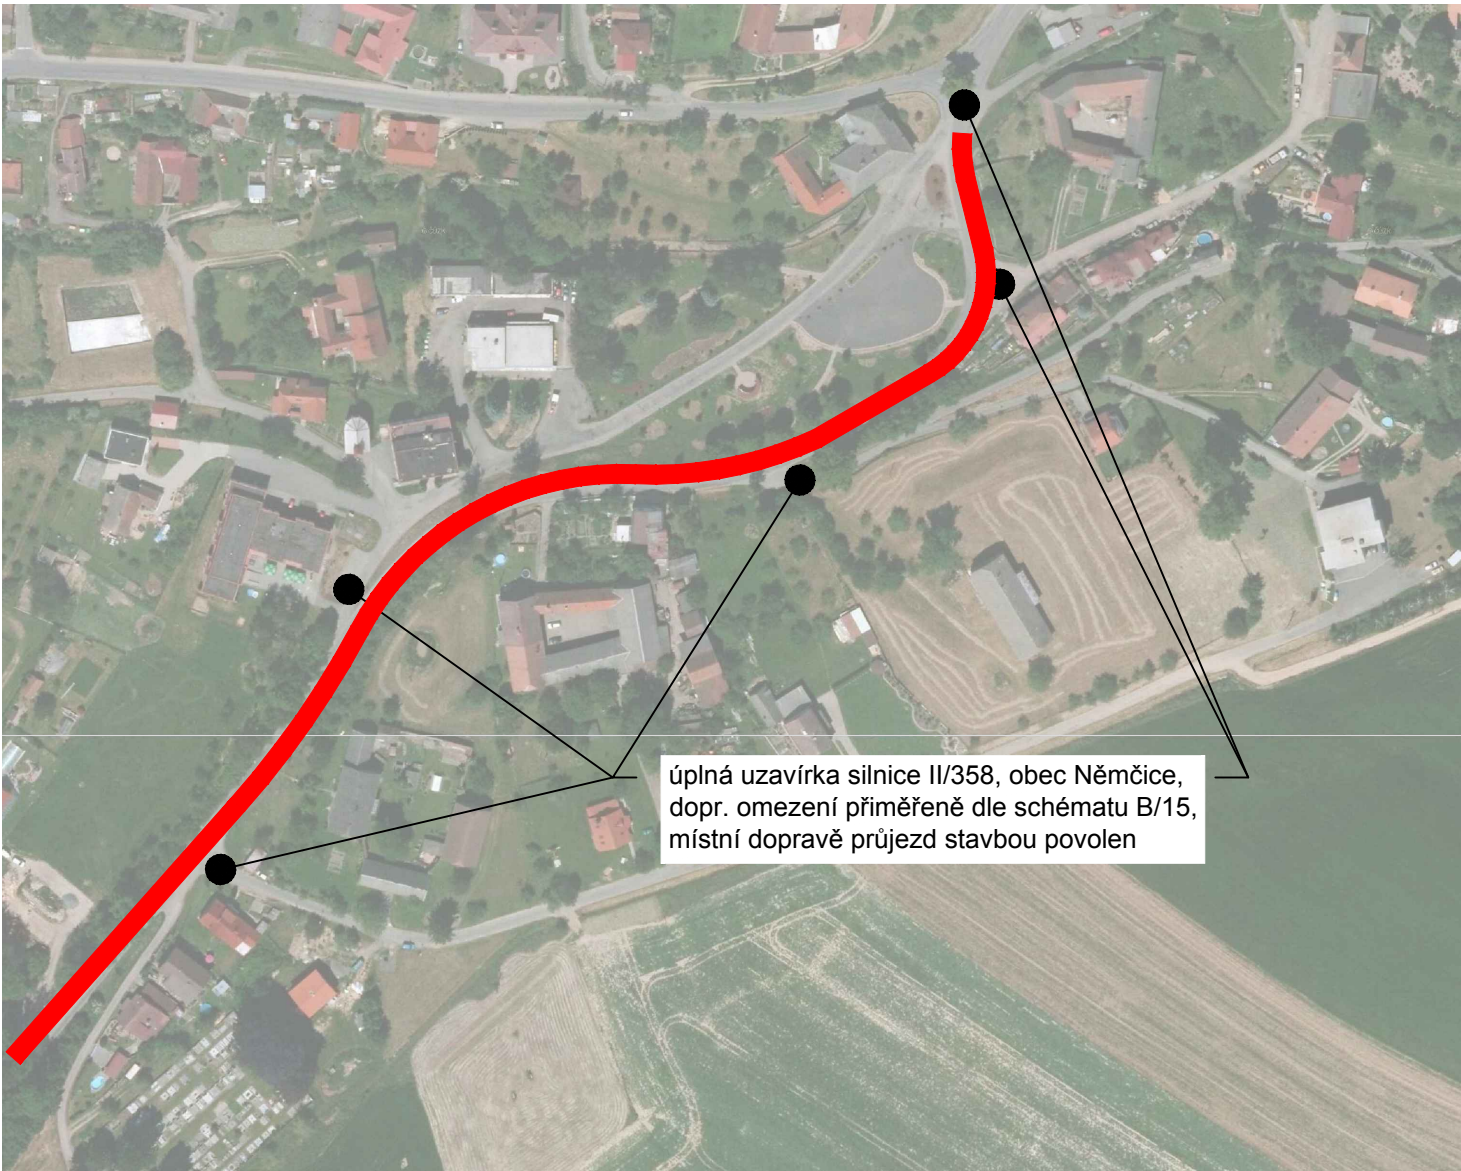 úplná uzavírka silnice II/358, obec Němčice,
dopr. omezení přiměřeně dle schématu B/15,
místní dopravě průjezd stavbou povolen